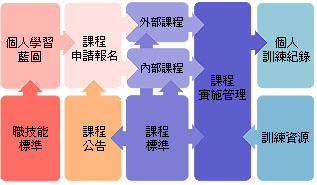 個人學習
藍圖
課程
申請報名
外部課程
內部課程
課程
實施管理
個人
訓練紀錄
職技能
標準
課程
公告
課程
標準
訓練資源